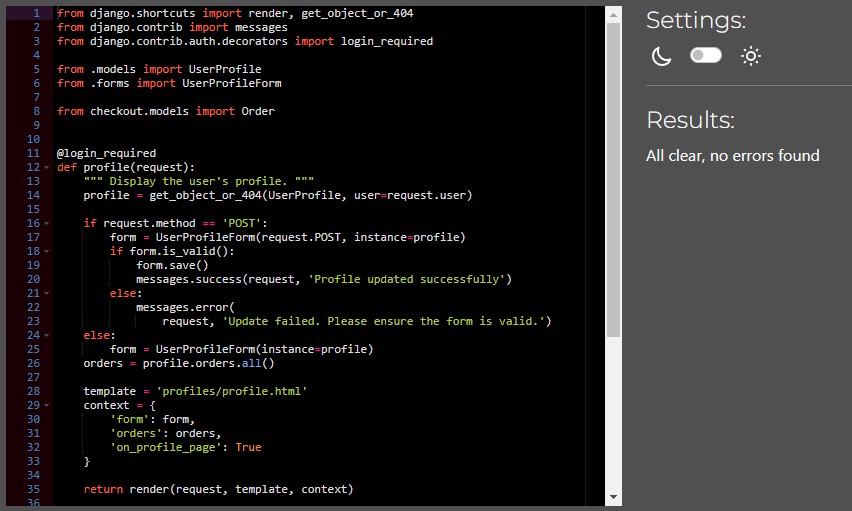 1 from django.shortcuts import render, get_object_or_404
2 from django.contrib import messages
3 from django.contrib.auth.decorators import login_required
4
5 from .models import UserProfile
6 from .forms import UserProfileForm
7
8 from checkout.models import Order
9
10
11 @login_required
12 def profile(request):
13     """ Display the user's profile. """
14     profile = get_object_or_404(UserProfile, user=request.user)
15
16     if request.method == 'POST':
17         form = UserProfileForm(request.POST, instance=profile)
18         if form.is_valid():
19             form.save()
20             messages.success(request, 'Profile updated successfully')
21         else:
22             messages.error(
23                 request, 'Update failed. Please ensure the form is valid.')
24     else:
25         form = UserProfileForm(instance=profile)
26     orders = profile.orders.all()
27
28     template = 'profiles/profile.html'
29     context = {
30         'form': form,
31         'orders': orders,
32         'on_profile_page': True
33     }
34
35     return render(request, template, context)
36
Settings:
Results:
All clear, no errors found